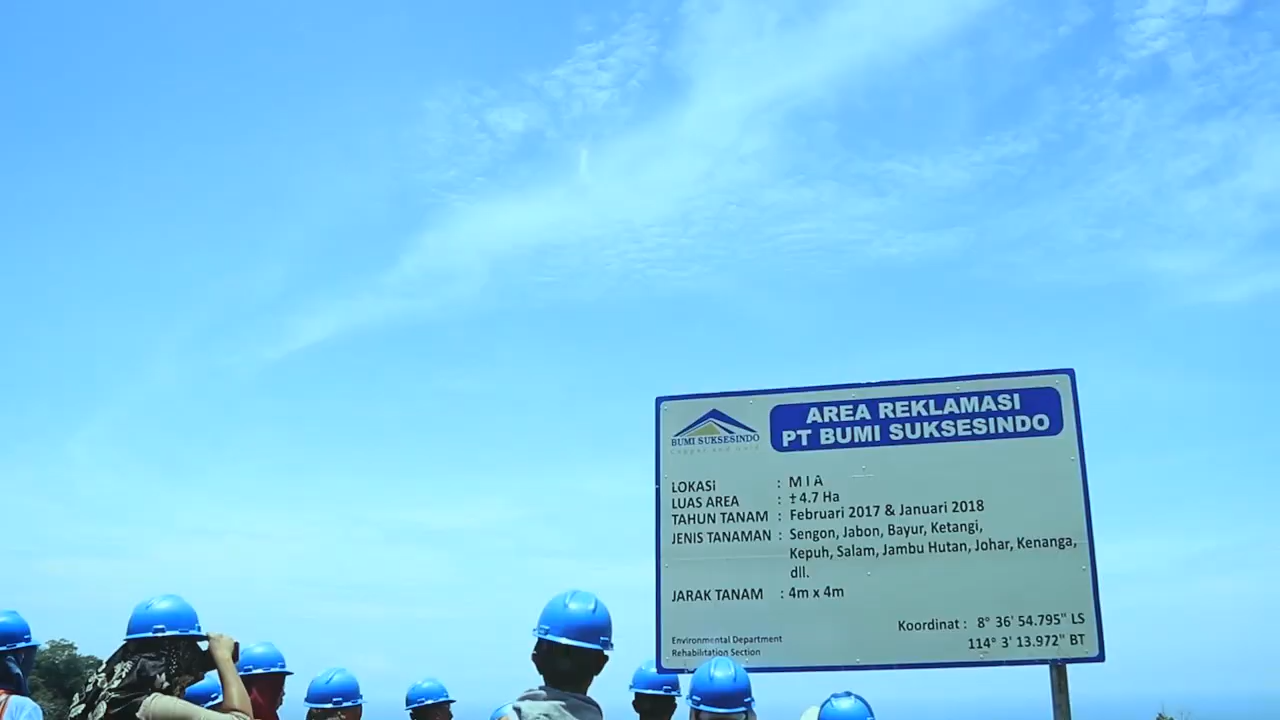 AREA REKLAMASI
PT BUMI SUKSESINDO
BUMI SUKSESINDO
Copper and Gold
LOKASI : M I A
LUAS AREA : ± 4.7 Ha
TAHUN TANAM : Februari 2017 & Januari 2018
JENIS TANAMAN : Sengon, Jabon, Bayur, Ketangi,
Kepuh, Salam, Jambu Hutan, Johar, Kenanga,
dll.
JARAK TANAM : 4m x 4m
Koordinat : 8° 36' 54.795" LS
114° 3' 13.972" BT
Environmental Department
Rehabilitation Section